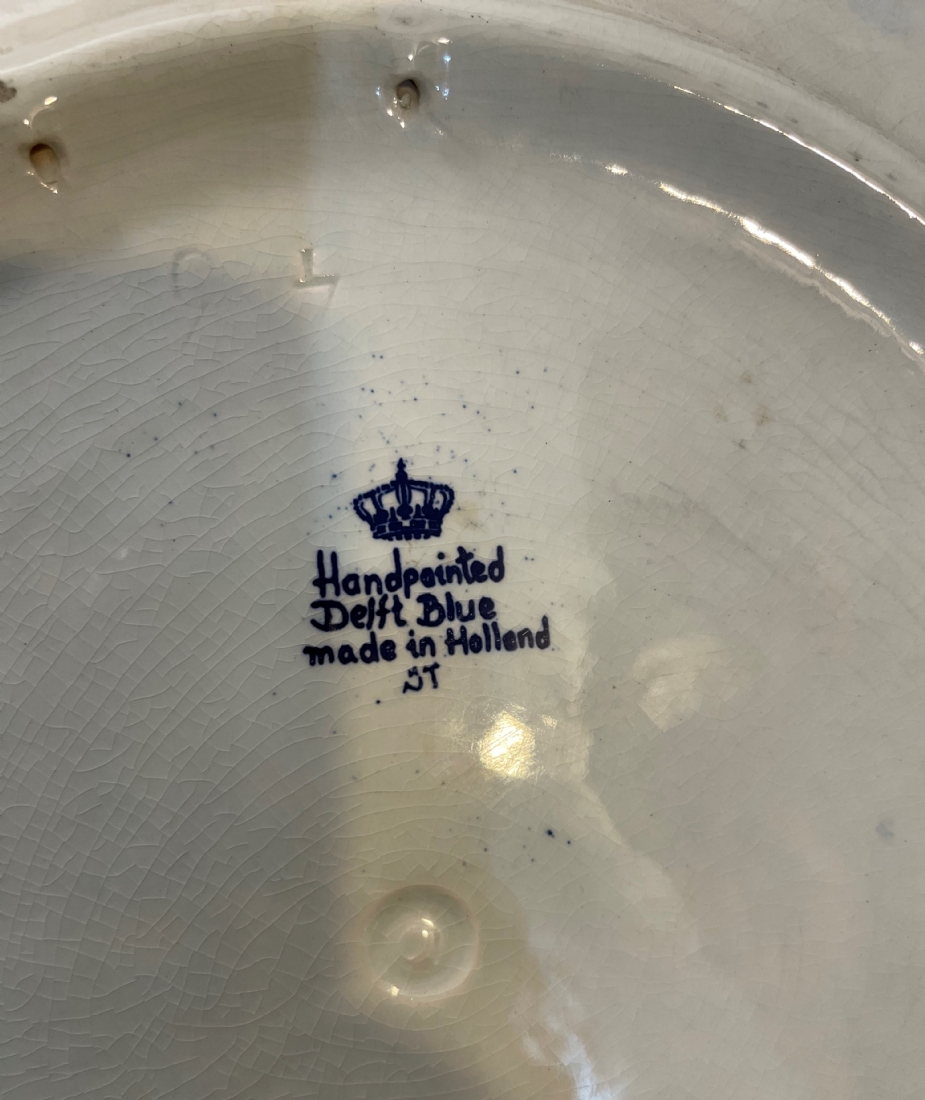 Handpainted
Delft Blue
made in Holland